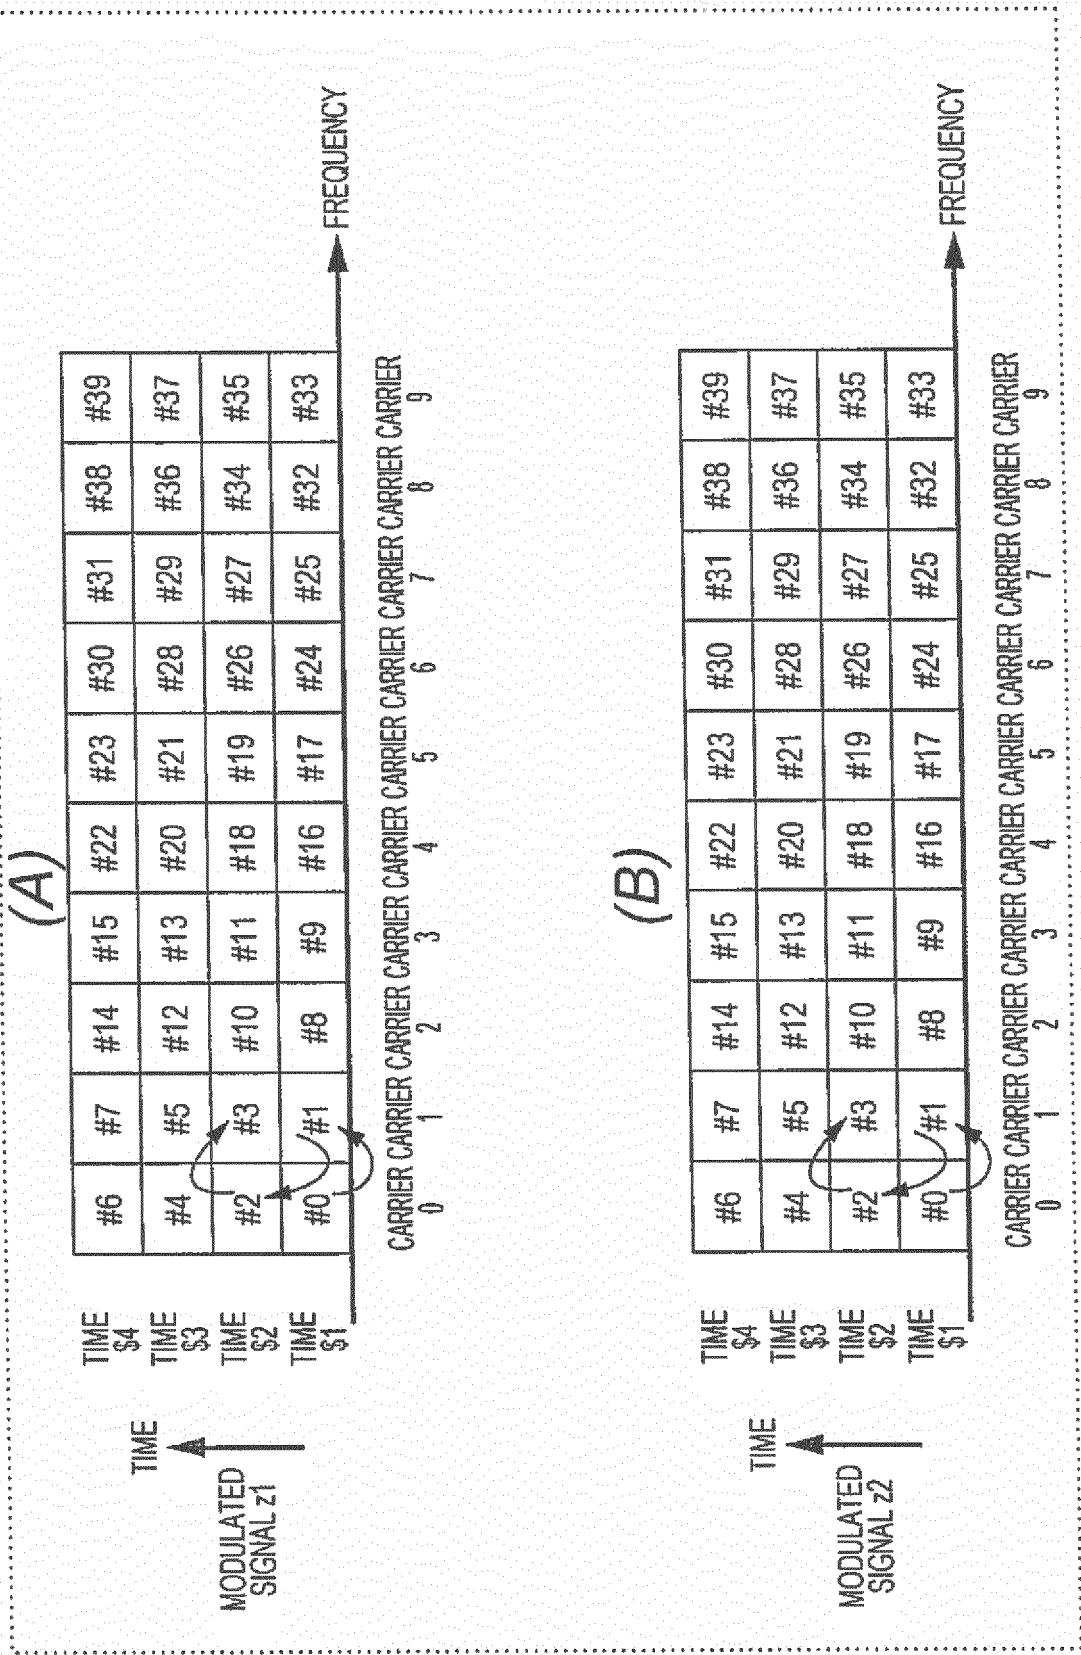 (A)
TIME
MODULATED
SIGNAL z1
TIME
$4
#6 #7 #14 #15 #22 #23 #30 #31 #38 #39
TIME
$3
#4 #5 #12 #13 #20 #21 #28 #29 #36 #37
TIME
$2
#2 #3 #10 #11 #18 #19 #26 #27 #34 #35
TIME
$1
#0 #1 #8 #9 #16 #17 #24 #25 #32 #33
FREQUENCY
CARRIER CARRIER CARRIER CARRIER CARRIER CARRIER CARRIER CARRIER CARRIER CARRIER
0 1 2 3 4 5 6 7 8 9
(B)
TIME
MODULATED
SIGNAL z2
TIME
$4
#6 #7 #14 #15 #22 #23 #30 #31 #38 #39
TIME
$3
#4 #5 #12 #13 #20 #21 #28 #29 #36 #37
TIME
$2
#2 #3 #10 #11 #18 #19 #26 #27 #34 #35
TIME
$1
#0 #1 #8 #9 #16 #17 #24 #25 #32 #33
FREQUENCY
CARRIER CARRIER CARRIER CARRIER CARRIER CARRIER CARRIER CARRIER CARRIER CARRIER
0 1 2 3 4 5 6 7 8 9